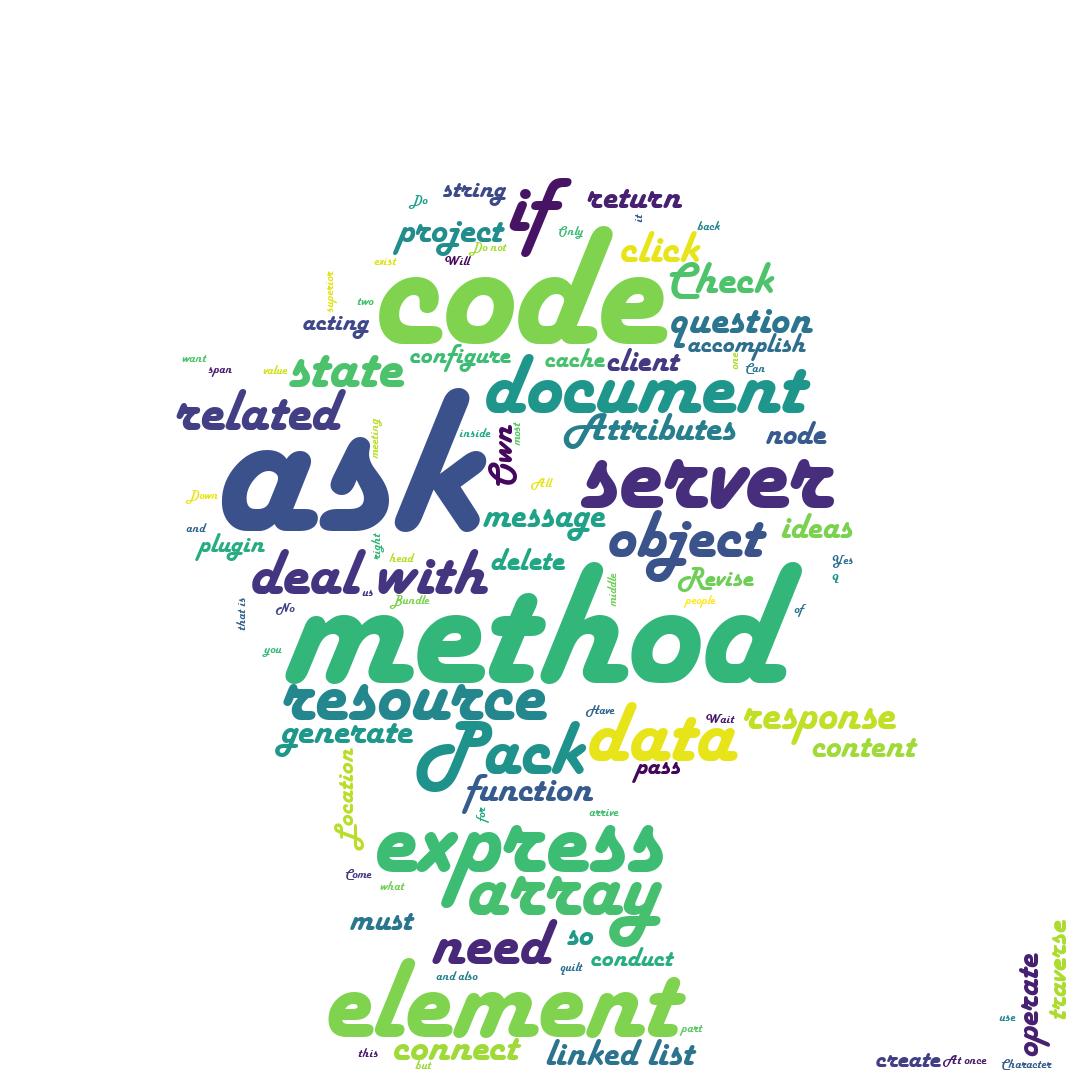 string
Do
if
return
it
back
project
Only
Do not
click
exist
Will
superior
code
Check
two
acting
question
accomplish
want
span
value
state
configure
cache
client
one
Can
document
related
Attributes
node
meeting
inside
Own
most
ask
All
server
Down
message
and
plugin
right
object
ideas
head
deal with
us
delete
Revise
Yes
q
Bundle
middle
people
that is
No
of
you
method
resource
Have
Wait
response
generate
Pack
data
content
pass
Location
function
for
arrive
express
Come
what
array
must
need
so
quilt
conduct
and also
element
part
this
connect
but
linked list
traverse
operate
use
create
At once
Character